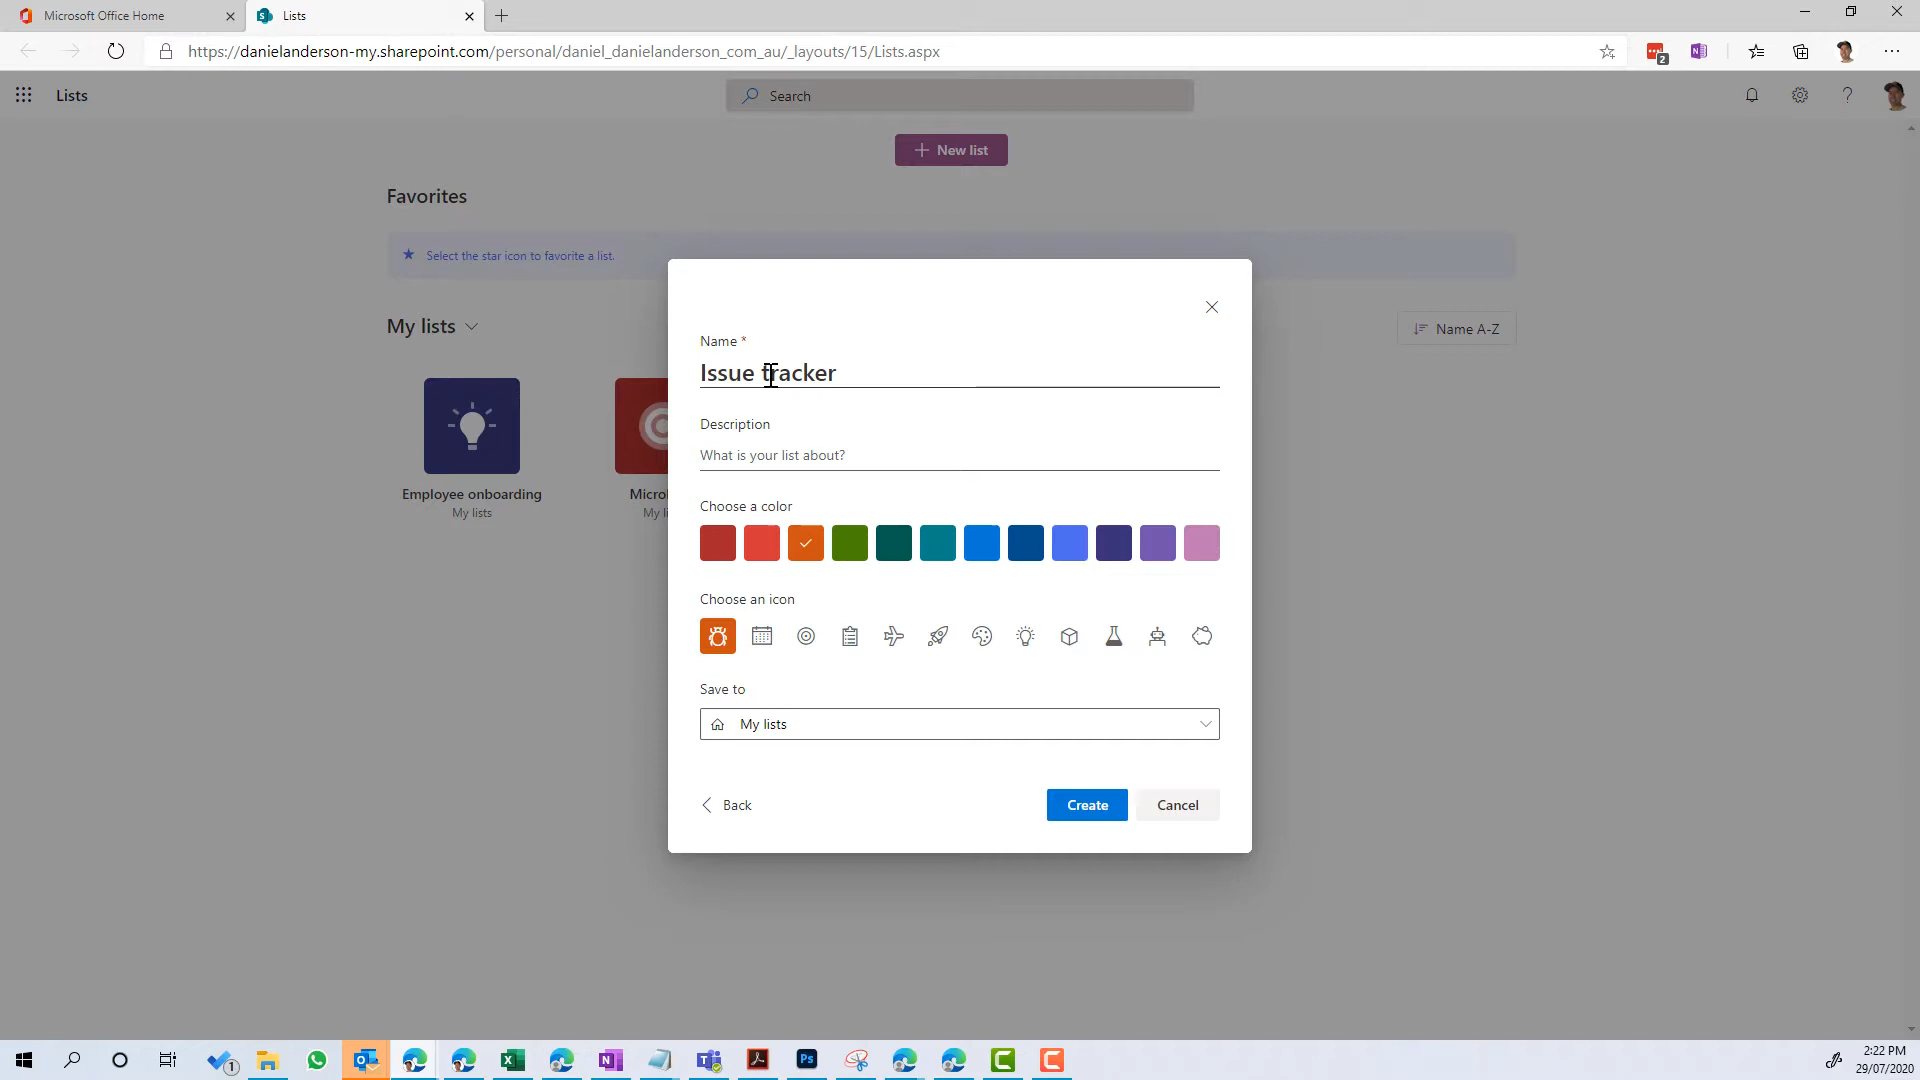 Microsoft Office Home
Lists
https://danielanderson-my.sharepoint.com/personal/daniel_danielanderson_com_au/_layouts/15/Lists.aspx
2
Lists
Search
New list
Favorites
Select the star icon to favorite a list.
My lists
Name A-Z
Employee onboarding
My lists
Name *
Issue tracker
Description
What is your list about?
Choose a color
Choose an icon
Save to
My lists
Back
Create
Cancel
1
Ps
2:22 PM
29/07/2020